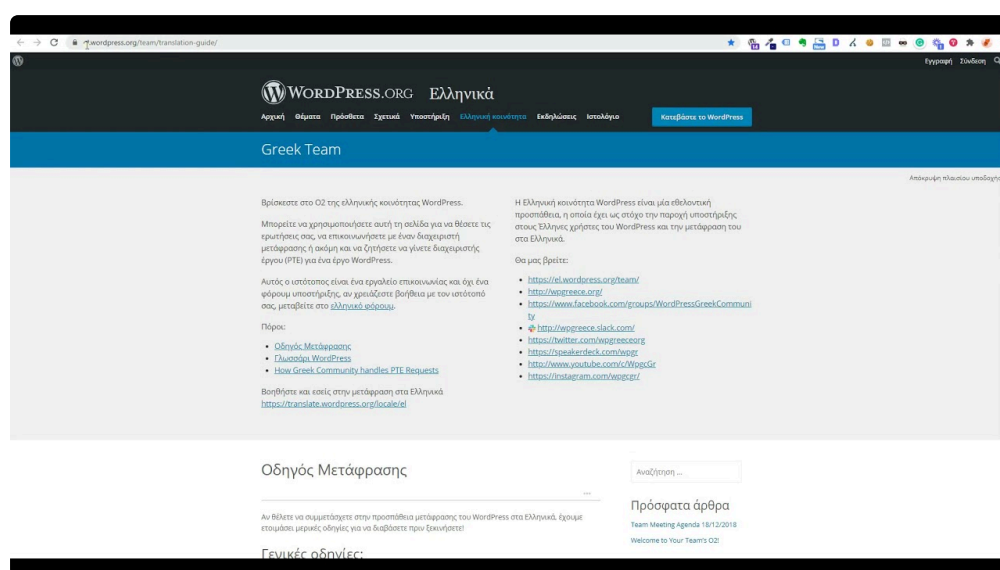 el.wordpress.org/team/translation-guide/
Εγγραφή Σύνδεση
WORDPRESS.ORG Ελληνικά
Αρχική Θέματα Πρόσθετα Σχετικά Υποστήριξη Ελληνική κοινότητα Εκδηλώσεις Ιστολόγιο Κατεβάστε το WordPress
Greek Team
Απόκρυψη πλαισίου υποδοχής
Βρίσκεστε στο O2 της ελληνικής κοινότητας WordPress.
Μπορείτε να χρησιμοποιήσετε αυτή τη σελίδα για να θέσετε τις
ερωτήσεις σας, να επικοινωνήσετε με έναν διαχειριστή
μετάφρασης ή ακόμη και να ζητήσετε να γίνετε διαχειριστής
έργου (PTE) για ένα έργο WordPress.
Αυτός ο ιστότοπος είναι ένα εργαλείο επικοινωνίας και όχι ένα
φόρουμ υποστήριξης, αν χρειάζεστε βοήθεια με τον ιστότοπό
σας, μεταβείτε στο ελληνικό φόρουμ.
Πόροι:
Οδηγός Μετάφρασης
Γλωσσάρι WordPress
How Greek Community handles PTE Requests
Βοηθήστε και εσείς στην μετάφραση στα Ελληνικά
https://translate.wordpress.org/locale/el
Η Ελληνική κοινότητα WordPress είναι μία εθελοντική
προσπάθεια, η οποία έχει ως στόχο την παροχή υποστήριξης
στους Έλληνες χρήστες του WordPress και την μετάφραση του
στα Ελληνικά.
Θα μας βρείτε:
https://el.wordpress.org/team/
http://wpgreece.org/
https://www.facebook.com/groups/WordPressGreekCommuni
ty
http://wpgreece.slack.com/
https://twitter.com/wpgreeceorg
https://speakerdeck.com/wpgr
http://www.youtube.com/c/WpgcGr
https://instagram.com/wpgcgr/
Οδηγός Μετάφρασης
Αν θέλετε να συμμετάσχετε στην προσπάθεια μετάφρασης του WordPress στα Ελληνικά, έχουμε
ετοιμάσει μερικές οδηγίες για να διαβάσετε πριν ξεκινήσετε!
Γενικές οδηγίες:
Αναζήτηση ...
Πρόσφατα άρθρα
Team Meeting Agenda 18/12/2018
Welcome to Your Team's O2!